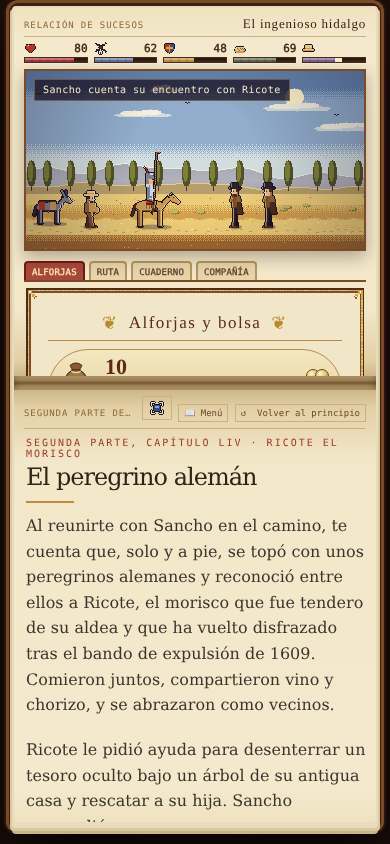 RELACIÓN DE SUCESOS
El ingenioso hidalgo
80 62 48 69
Sancho cuenta su encuentro con Ricote
ALFORJAS RUTA CUADERNO COMPAÑÍA
Alforjas y bolsa
10
SEGUNDA PARTE DE… Menú ↺ Volver al principio
SEGUNDA PARTE, CAPÍTULO LIV · RICOTE EL
MORISCO
El peregrino alemán
Al reunirte con Sancho en el camino, te
cuenta que, solo y a pie, se topó con unos
peregrinos alemanes y reconoció entre
ellos a Ricote, el morisco que fue tendero
de su aldea y que ha vuelto disfrazado
tras el bando de expulsión de 1609.
Comieron juntos, compartieron vino y
chorizo, y se abrazaron como vecinos.
Ricote le pidió ayuda para desenterrar un
tesoro oculto bajo un árbol de su antigua
casa y rescatar a su hija. Sancho